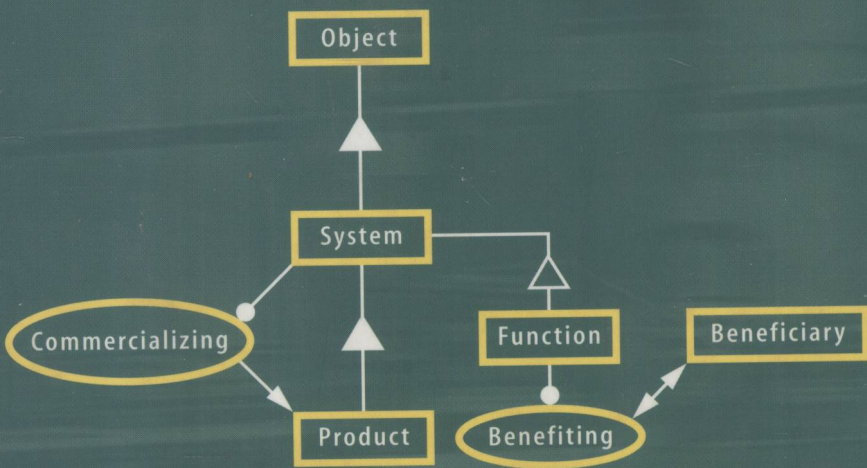 Object
System
Commercializing
Function
Beneficiary
Product
Benefiting